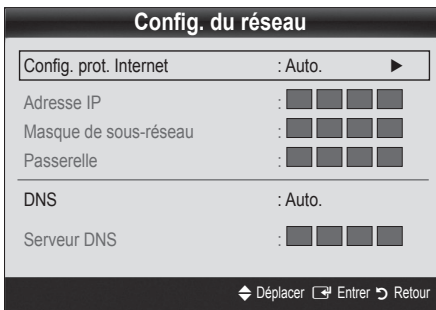 Config. du réseau
Config. prot. Internet : Auto. ►
Adresse IP :
Masque de sous-réseau :
Passerelle :
DNS : Auto.
Serveur DNS :
Déplacer Entrer Retour